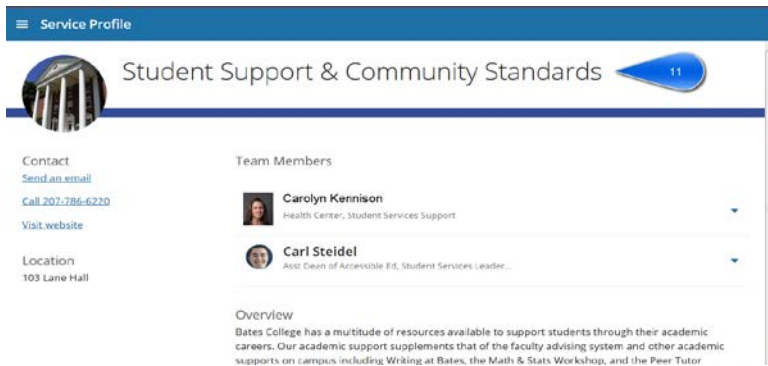 Service Profile
Student Support & Community Standards
11
Contact
Send an email
Call 207-786-6220
Visit website
Location
103 Lane Hall
Team Members
Carolyn Kennison
Health Center, Student Services Support
Carl Steidel
Asst Dean of Accessible Ed, Student Services Leader...
Overview
Bates College has a multitude of resources available to support students through their academic
careers. Our academic support supplements that of the faculty advising system and other academic
supports on campus including Writing at Bates, the Math & Stats Workshop, and the Peer Tutor